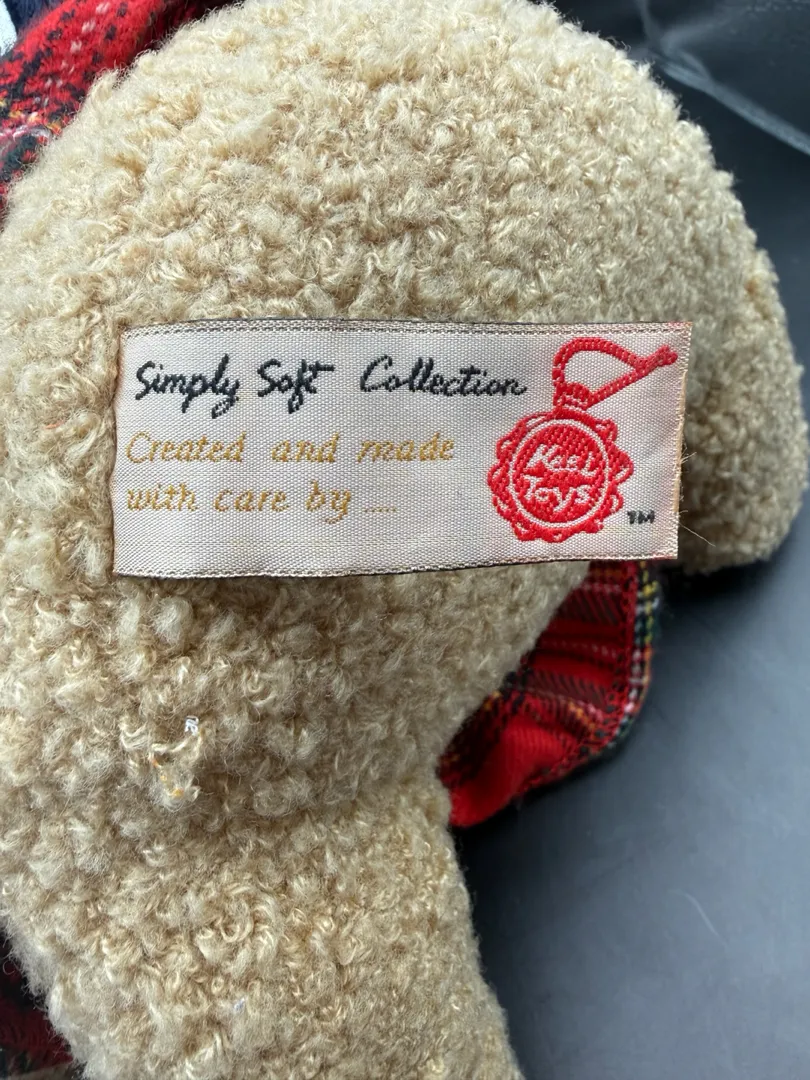 Simply Soft Collection
Created and made
with care by .....
Keel
Toys
TM